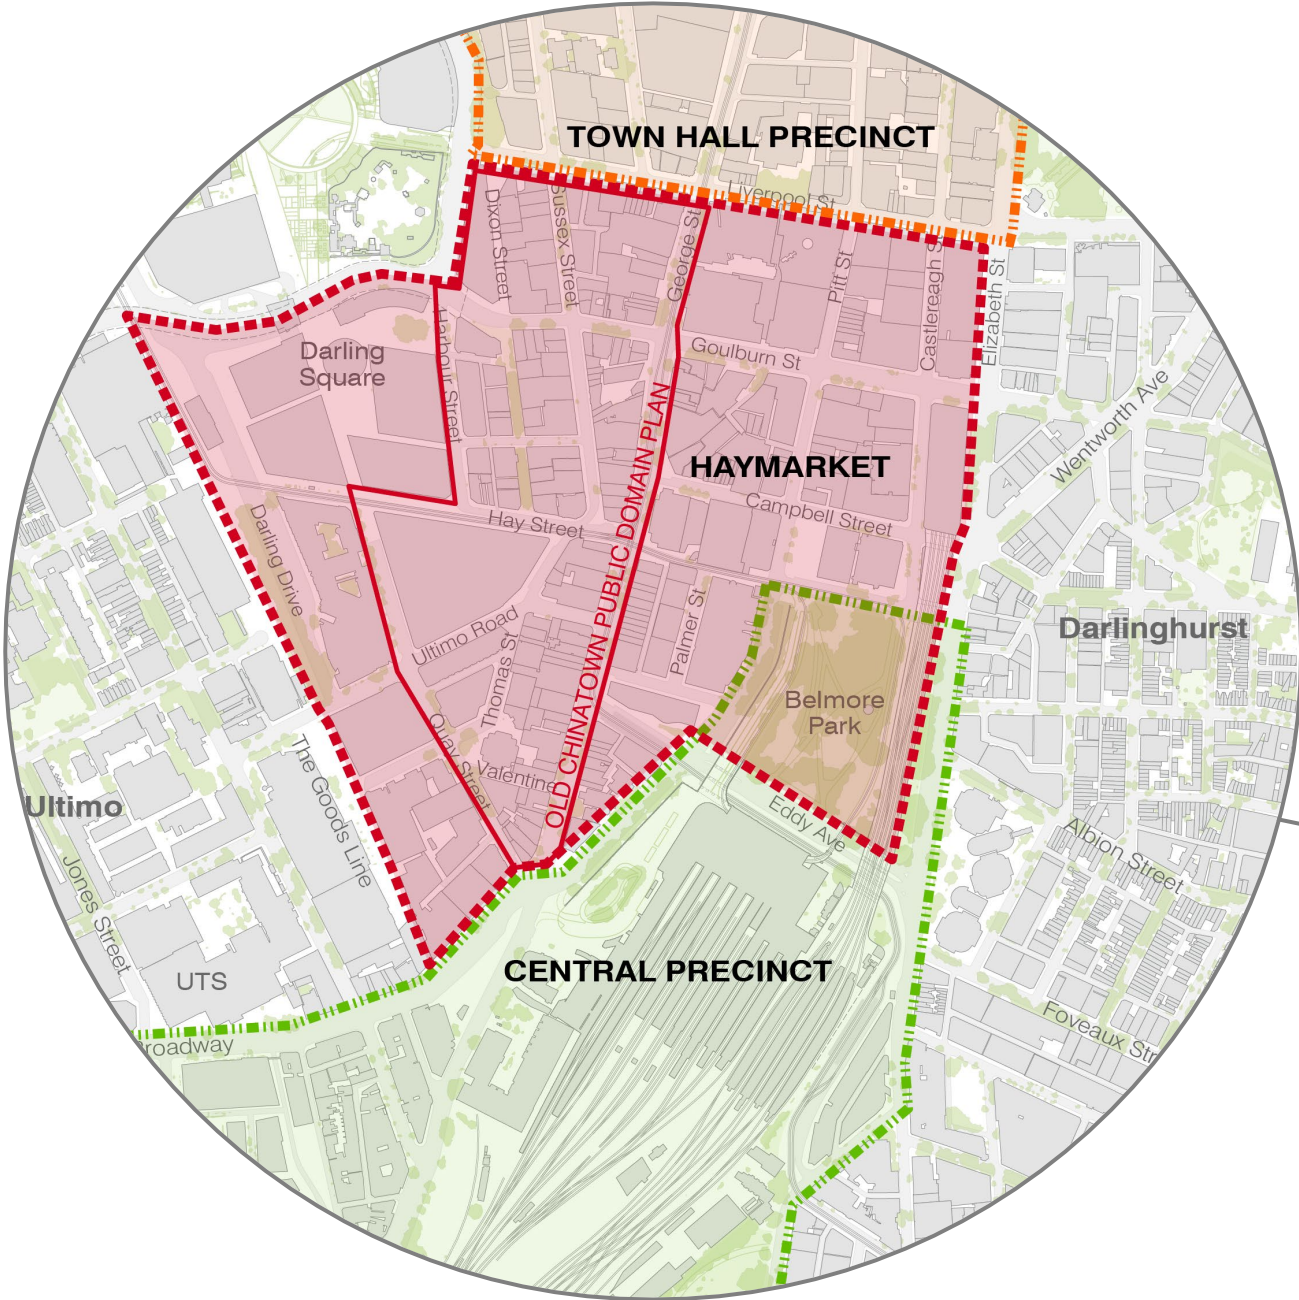 TOWN HALL PRECINCT
Liverpool St
Dixon Street
Sussex Street
George St
Pitt St
Castlereagh S
Elizabeth St
Harbour Street
Darling
Square
Goulburn St
Wentworth Ave
OLD CHINATOWN PUBLIC DOMAIN PLAN
HAYMARKET
Campbell Street
Hay Street
Darling Drive
Ultimo Road
Thomas St
Palmer St
Darlinghurst
Belmore
Park
Quay Street
Valentine
The Goods Line
Ultimo
Eddy Ave
Albion Street
Jones Street
UTS
CENTRAL PRECINCT
Foveaux Str
Broadway